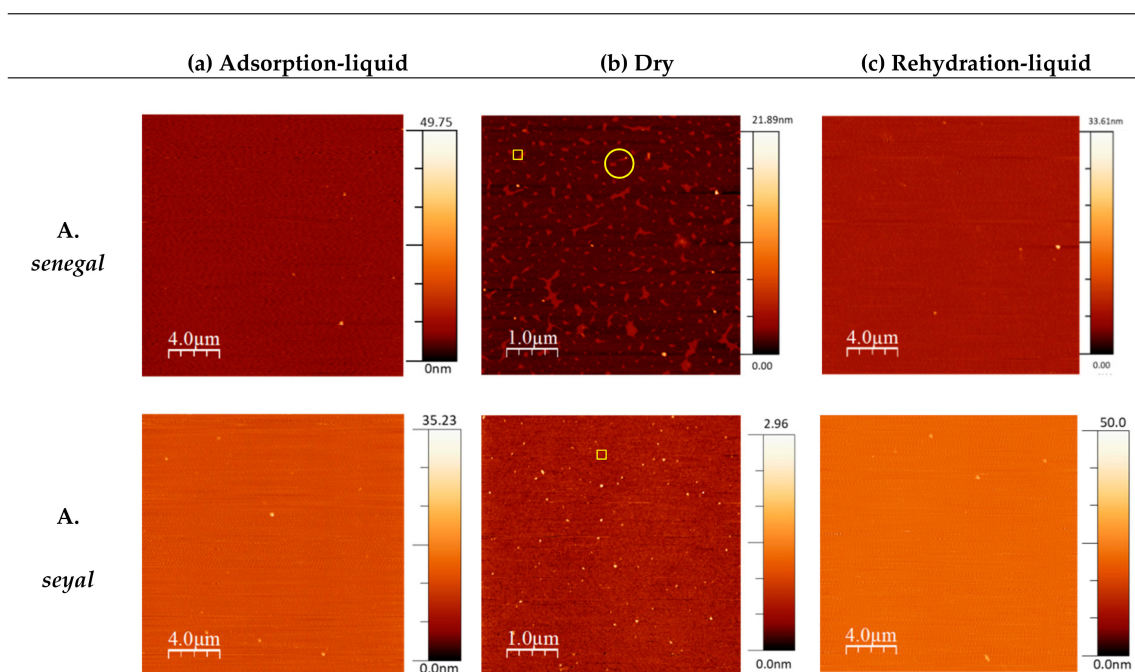 (a) Adsorption-liquid (b) Dry (c) Rehydration-liquid
A.
senegal
49.75
4.0µm
0nm
21.89nm
1.0µm
0.00
33.61nm
4.0µm
0.00
A.
seyal
35.23
4.0µm
0.0nm
2.96
1.0µm
0.0nm
50.0
4.0µm
0.0nm